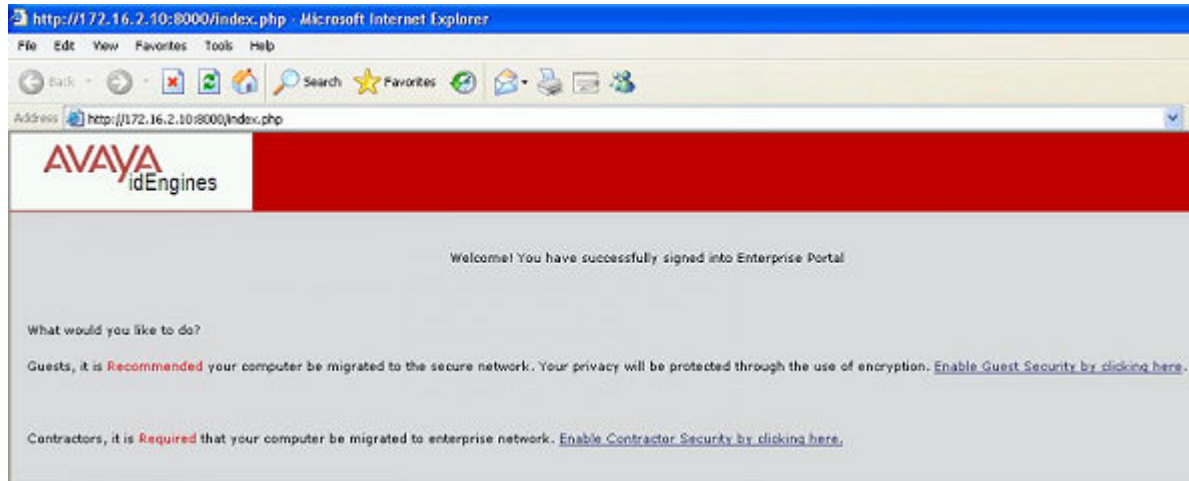 http://172.16.2.10:8000/index.php - Microsoft Internet Explorer
File Edit View Favorites Tools Help
Back Search Favorites
Address http://172.16.2.10:8000/index.php
AVAYA
idEngines
Welcome! You have successfully signed into Enterprise Portal
What would you like to do?
Guests, it is Recommended your computer be migrated to the secure network. Your privacy will be protected through the use of encryption. Enable Guest Security by clicking here.
Contractors, it is Required that your computer be migrated to enterprise network. Enable Contractor Security by clicking here.